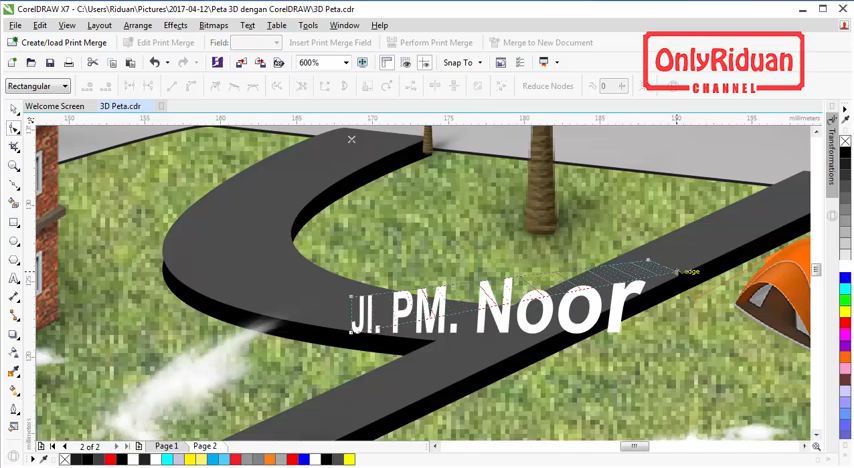 CorelDRAW X7 - C:\Users\Riduan\Pictures\2017-04-12\Peta 3D dengan CorelDRAW\3D Peta.cdr
File Edit View Layout Arrange Effects Bitmaps Text Table Tools Window Help
Create/load Print Merge Edit Print Merge Field: Insert Print Merge Field Perform Print Merge Merge to New Document
600% Snap To
Rectangular Reduce Nodes 0
OnlyRiduan
CHANNEL
Welcome Screen 3D Peta.cdr
150 155 160 165 170 175 180 185 190 195 millimeters
Transformations
edge
Jl. PM. Noor
millimeters
2 of 2 Page 1 Page 2